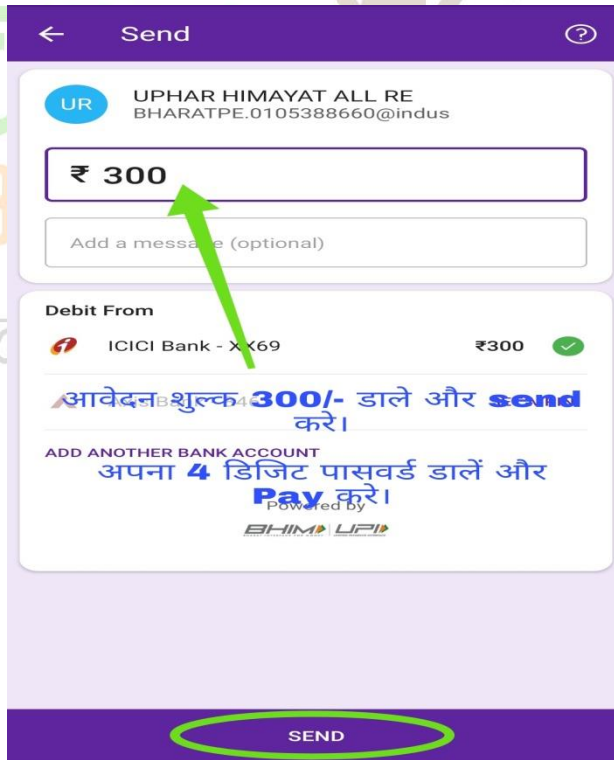 Send
UR
UPHAR HIMAYAT ALL RE
BHARATPE.0105388660@indus
₹ 300
Add a message (optional)
Debit From
ICICI Bank - XX69
₹300
आवेदन शुल्क 300/- डाले और send
करे।
ADD ANOTHER BANK ACCOUNT
अपना 4 डिजिट पासवर्ड डालें और
Pay करे।
Powered by
BHIM UPI
SEND